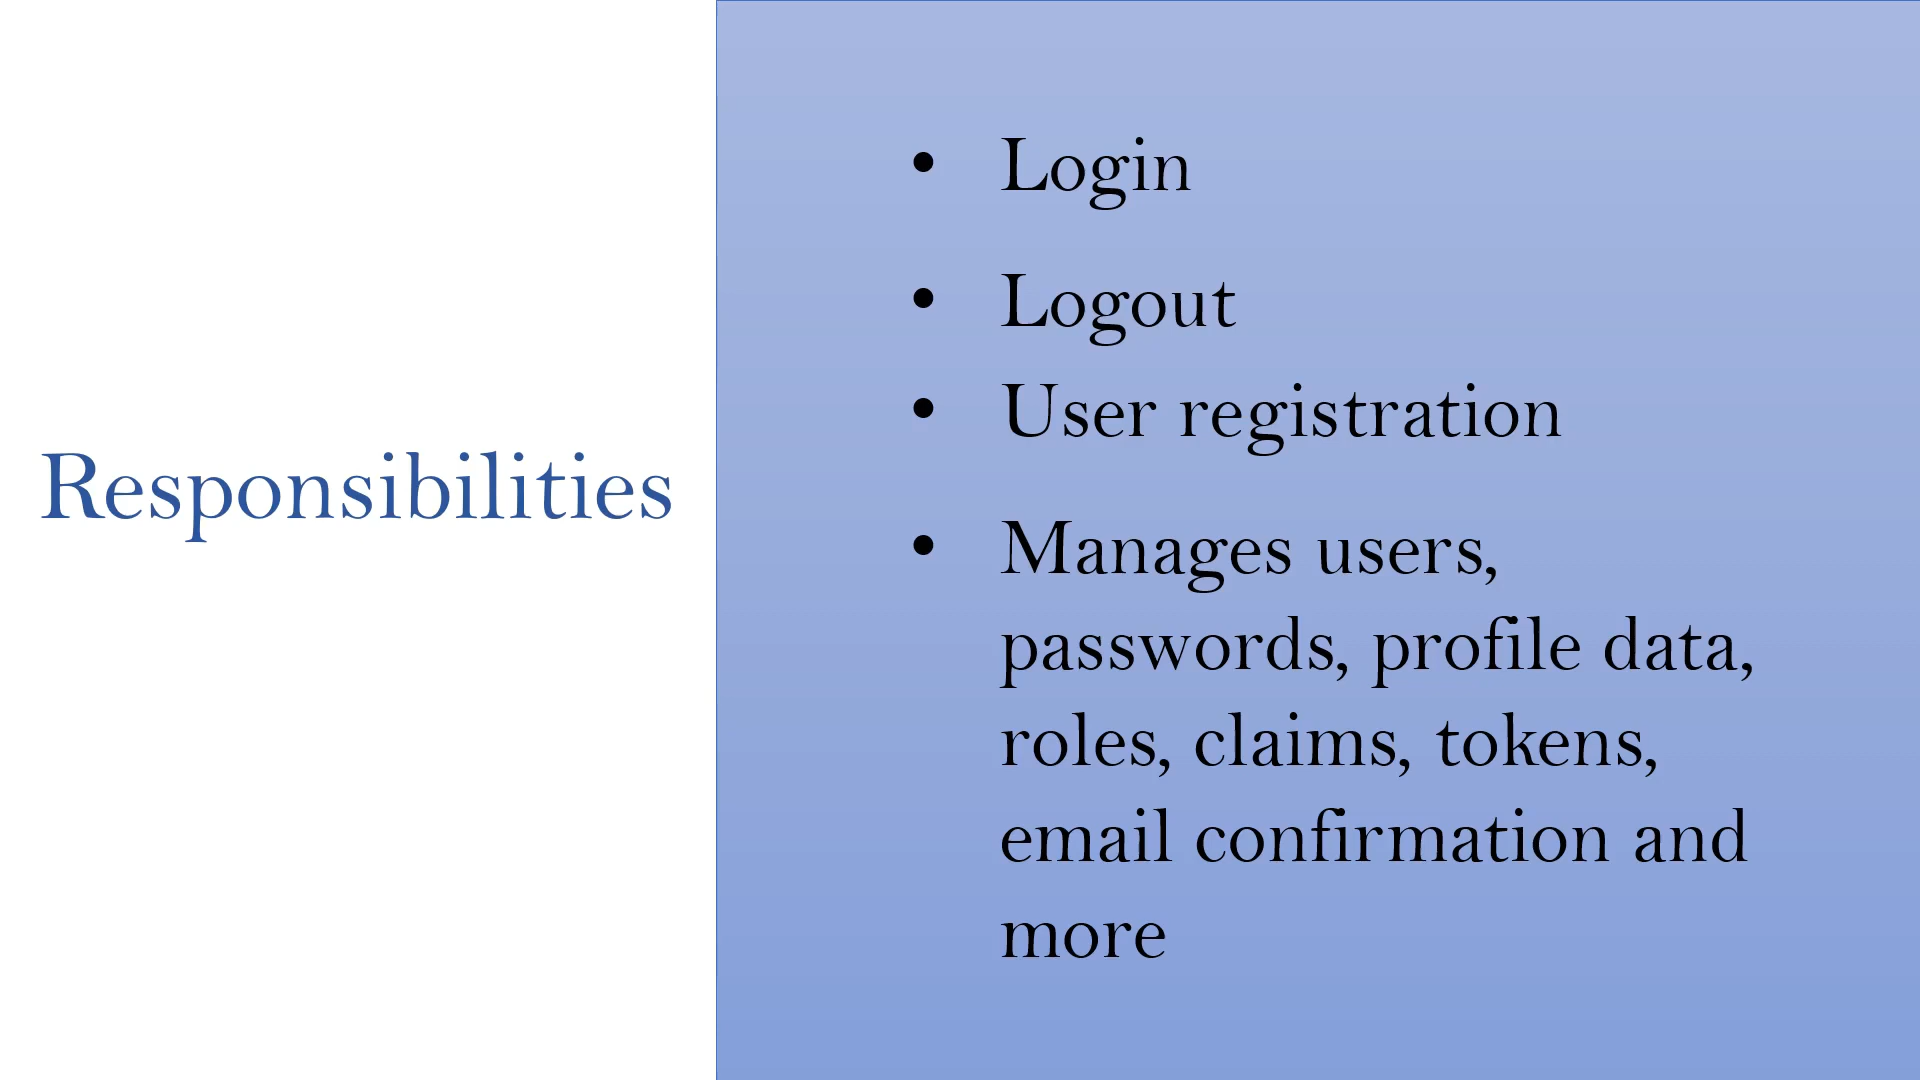 Responsibilities
• Login
• Logout
• User registration
• Manages users,
passwords, profile data,
roles, claims, tokens,
email confirmation and
more